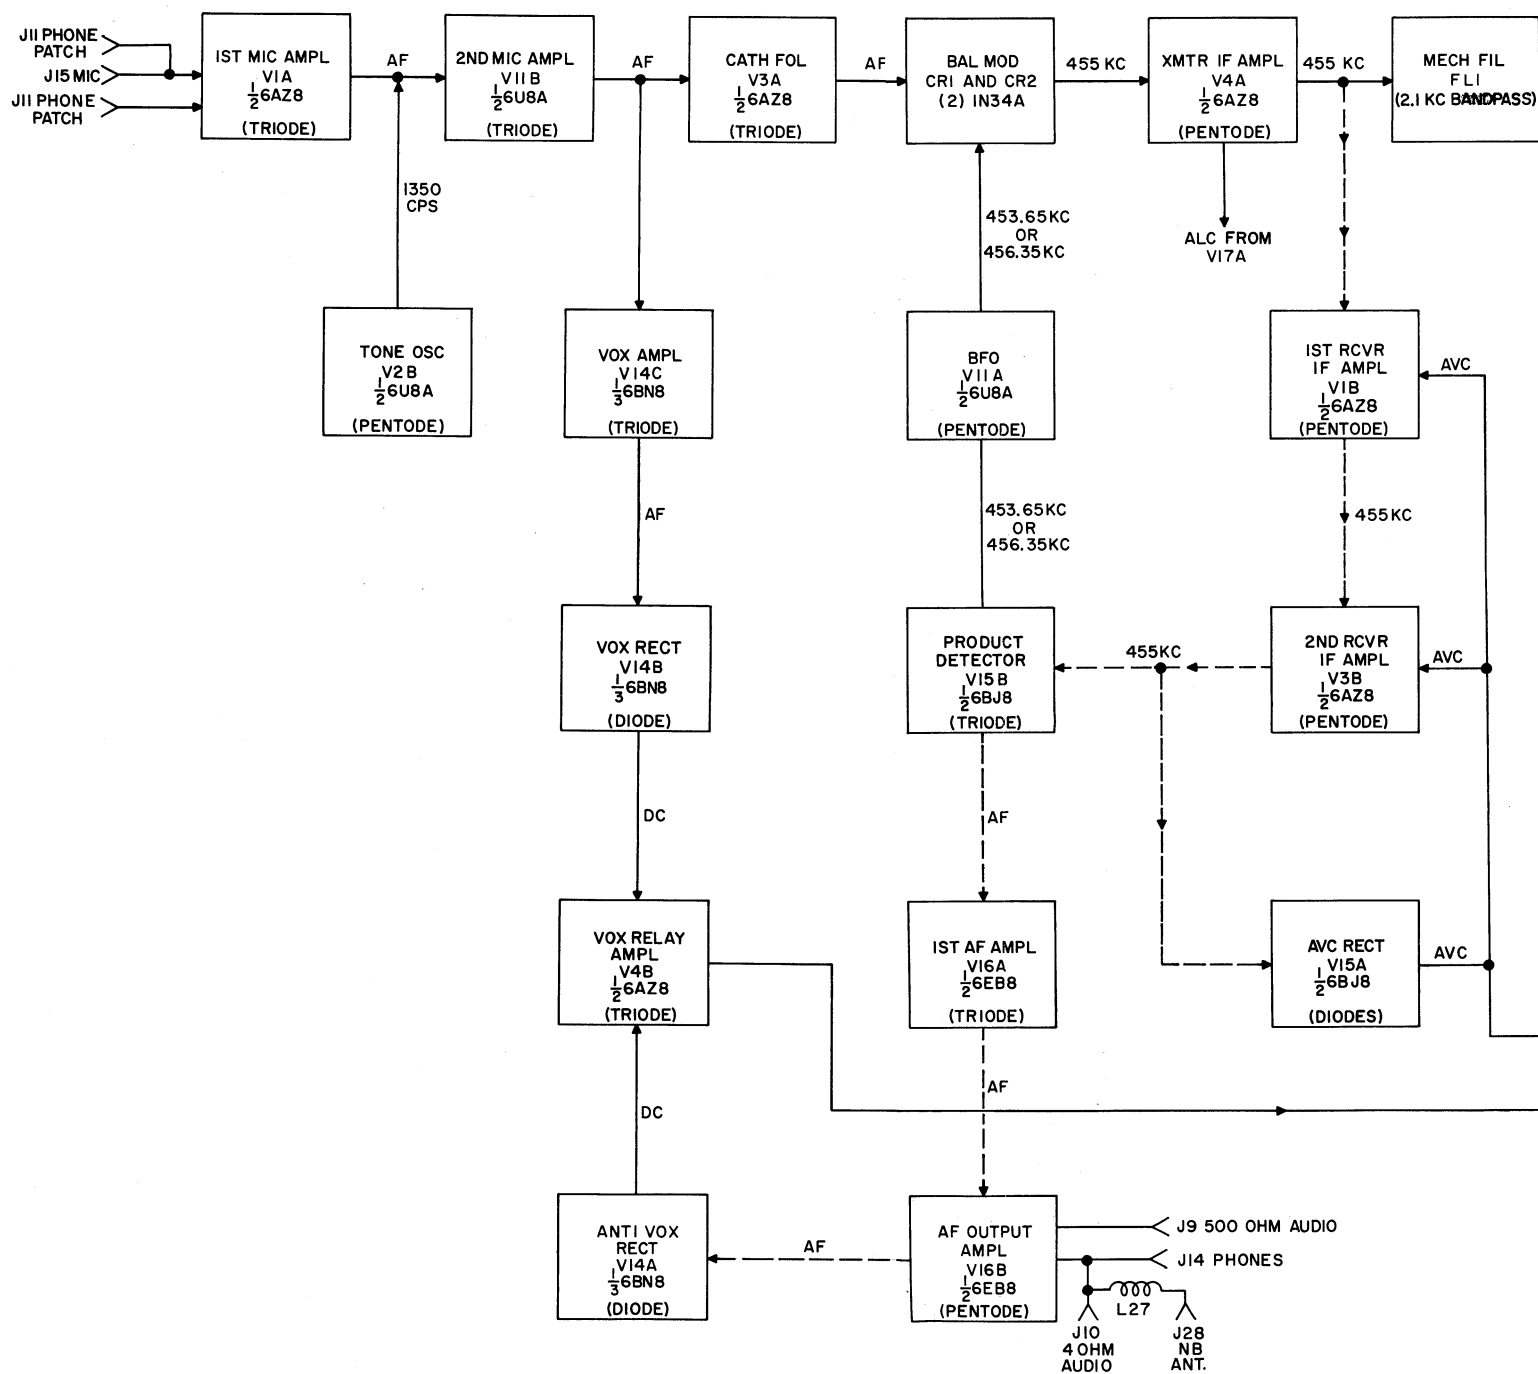 J11 PHONE
PATCH
J15 MIC
J11 PHONE
PATCH
1ST MIC AMPL
V1A
1/2 6AZ8
(TRIODE)
AF
2ND MIC AMPL
V11B
1/2 6U8A
(TRIODE)
AF
CATH FOL
V3A
1/2 6AZ8
(TRIODE)
AF
BAL MOD
CR1 AND CR2
(2) IN34A
455 KC
XMTR IF AMPL
V4A
1/2 6AZ8
(PENTODE)
455 KC
MECH FIL
FL1
(2.1 KC BANDPASS)
1350
CPS
453.65KC
OR
456.35KC
ALC FROM
V17A
TONE OSC
V2B
1/2 6U8A
(PENTODE)
VOX AMPL
V14C
1/3 6BN8
(TRIODE)
BFO
V11A
1/2 6U8A
(PENTODE)
1ST RCVR
IF AMPL
V1B
1/2 6AZ8
(PENTODE)
AVC
AF
453.65KC
OR
456.35KC
455KC
VOX RECT
V14B
1/3 6BN8
(DIODE)
PRODUCT
DETECTOR
V15B
1/2 6BJ8
(TRIODE)
455KC
2ND RCVR
IF AMPL
V3B
1/2 6AZ8
(PENTODE)
AVC
DC
AF
VOX RELAY
AMPL
V4B
1/2 6AZ8
(TRIODE)
1ST AF AMPL
V16A
1/2 6EB8
(TRIODE)
AVC RECT
V15A
1/2 6BJ8
(DIODES)
AVC
DC
AF
ANTI VOX
RECT
V14A
1/3 6BN8
(DIODE)
AF
AF OUTPUT
AMPL
V16B
1/2 6EB8
(PENTODE)
J9 500 OHM AUDIO
J14 PHONES
L27
J10
4 OHM
AUDIO
J28
NB
ANT.